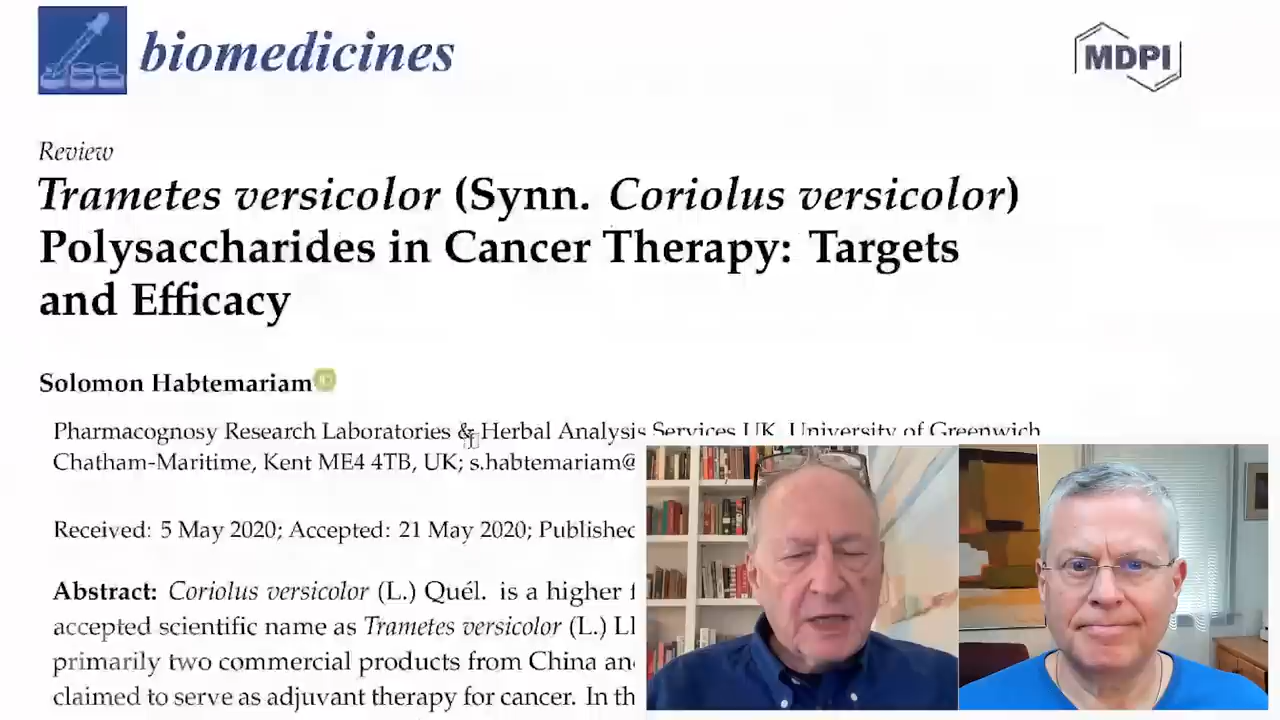 biomedicines
MDPI
Review
Trametes versicolor (Synn. Coriolus versicolor)
Polysaccharides in Cancer Therapy: Targets
and Efficacy
Solomon Habtemariam
Pharmacognosy Research Laboratories & Herbal Analysis Services UK, University of Greenwich
Chatham-Maritime, Kent ME4 4TB, UK; s.habtemariam@
Received: 5 May 2020; Accepted: 21 May 2020; Published
Abstract: Coriolus versicolor (L.) Quél. is a higher f
accepted scientific name as Trametes versicolor (L.) Ll
primarily two commercial products from China an
claimed to serve as adjuvant therapy for cancer. In th